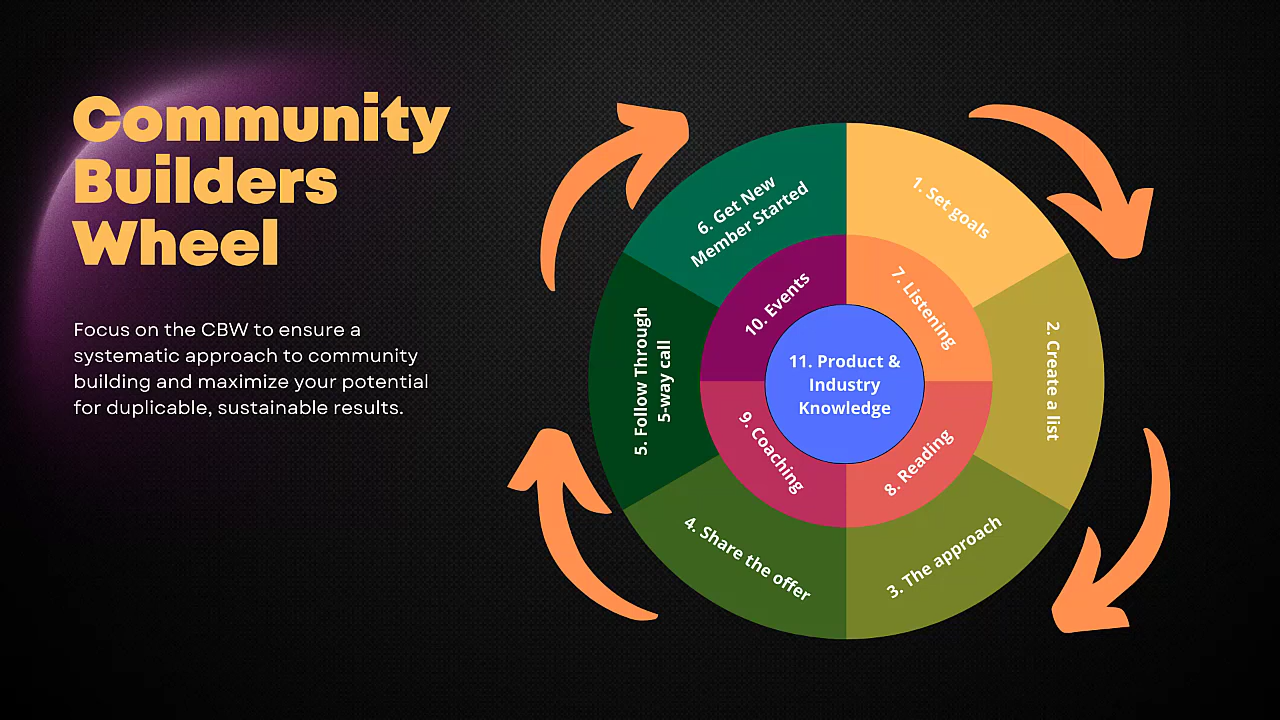 Community
Builders
Wheel
Focus on the CBW to ensure a
systematic approach to community
building and maximize your potential
for duplicable, sustainable results.
1. Set goals
2. Create a list
3. The approach
4. Share the offer
5. Follow Through
5-way call
6. Get New
Member Started
7. Listening
8. Reading
9. Coaching
10. Events
11. Product &
Industry
Knowledge